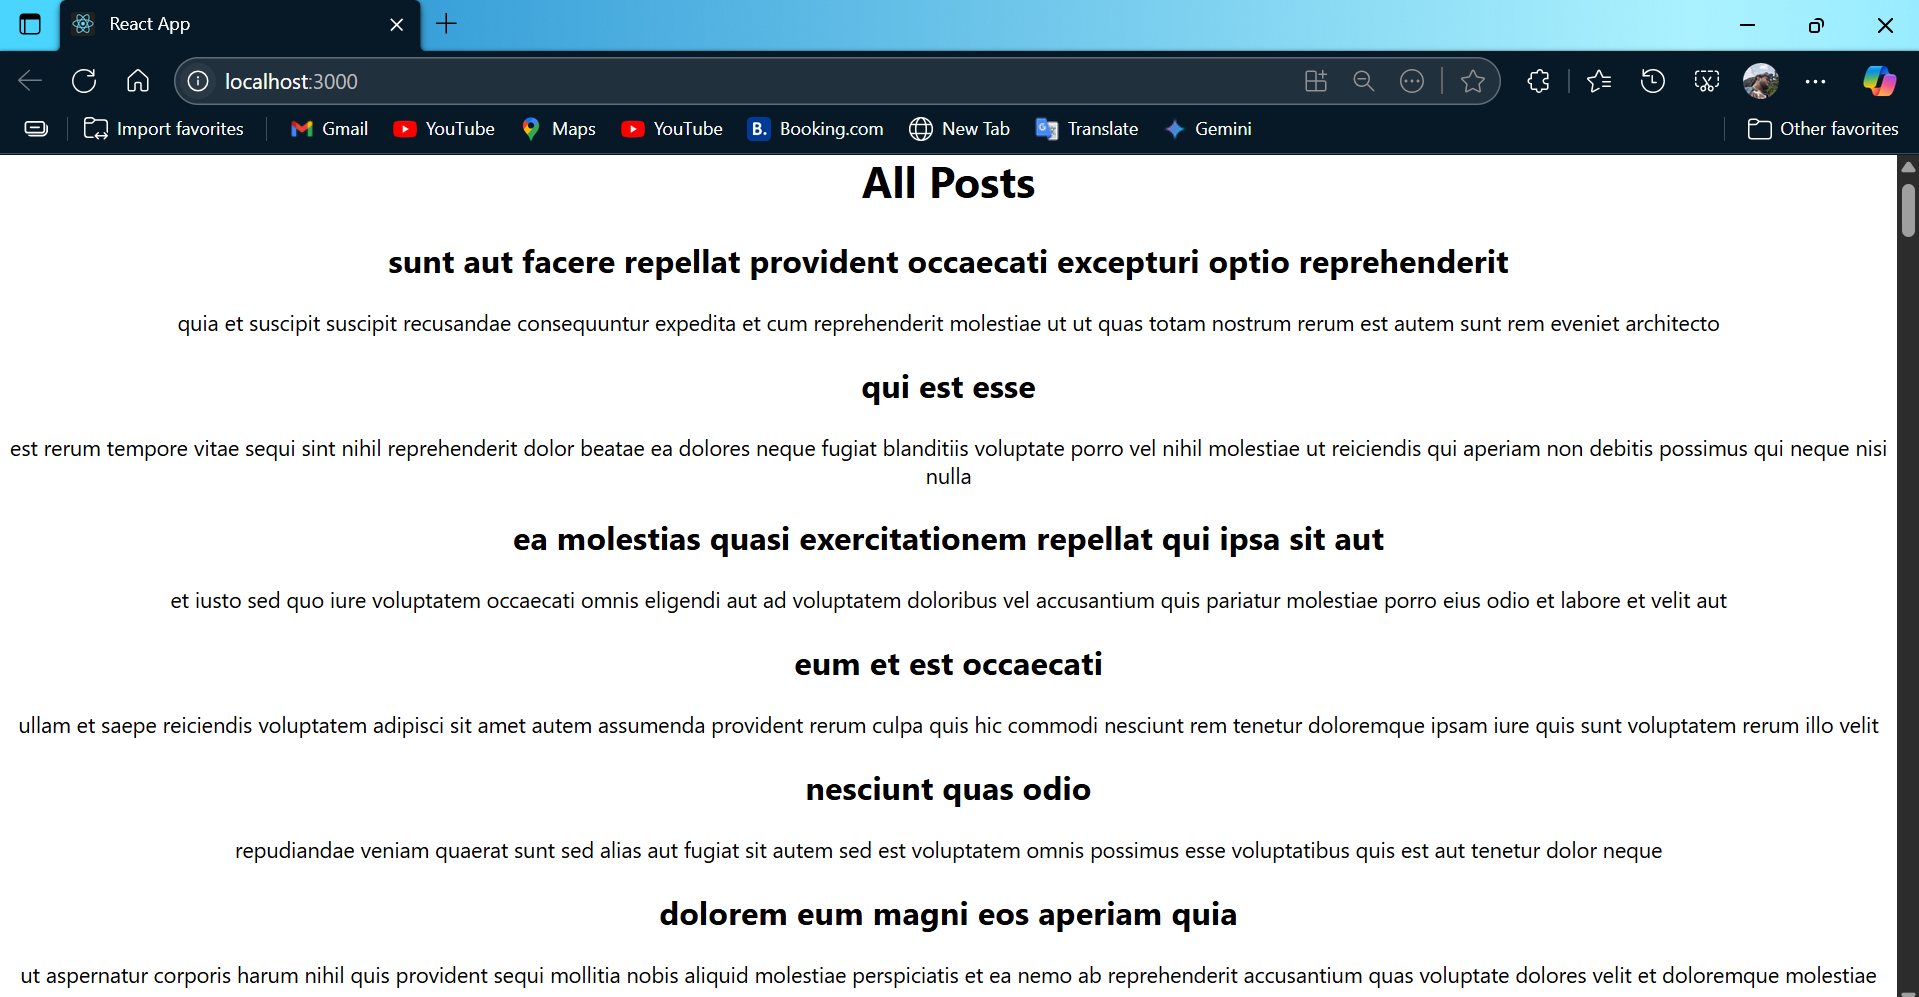 React App
localhost:3000
Import favorites Gmail YouTube Maps YouTube B. Booking.com New Tab Translate Gemini Other favorites
All Posts
sunt aut facere repellat provident occaecati excepturi optio reprehenderit
quia et suscipit suscipit recusandae consequuntur expedita et cum reprehenderit molestiae ut ut quas totam nostrum rerum est autem sunt rem eveniet architecto
qui est esse
est rerum tempore vitae sequi sint nihil reprehenderit dolor beatae ea dolores neque fugiat blanditiis voluptate porro vel nihil molestiae ut reiciendis qui aperiam non debitis possimus qui neque nisi
nulla
ea molestias quasi exercitationem repellat qui ipsa sit aut
et iusto sed quo iure voluptatem occaecati omnis eligendi aut ad voluptatem doloribus vel accusantium quis pariatur molestiae porro eius odio et labore et velit aut
eum et est occaecati
ullam et saepe reiciendis voluptatem adipisci sit amet autem assumenda provident rerum culpa quis hic commodi nesciunt rem tenetur doloremque ipsam iure quis sunt voluptatem rerum illo velit
nesciunt quas odio
repudiandae veniam quaerat sunt sed alias aut fugiat sit autem sed est voluptatem omnis possimus esse voluptatibus quis est aut tenetur dolor neque
dolorem eum magni eos aperiam quia
ut aspernatur corporis harum nihil quis provident sequi mollitia nobis aliquid molestiae perspiciatis et ea nemo ab reprehenderit accusantium quas voluptate dolores velit et doloremque molestiae